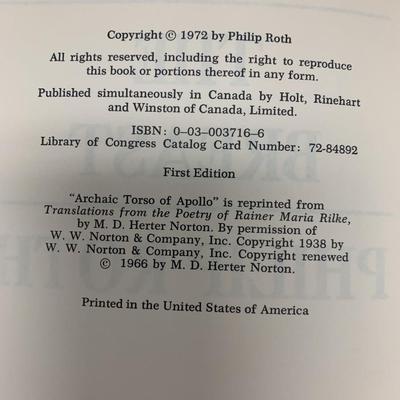 Copyright © 1972 by Philip Roth
All rights reserved, including the right to reproduce
this book or portions thereof in any form.
Published simultaneously in Canada by Holt, Rinehart
and Winston of Canada, Limited.
ISBN: 0-03-003716-6
Library of Congress Catalog Card Number: 72-84892
First Edition
"Archaic Torso of Apollo" is reprinted from
Translations from the Poetry of Rainer Maria Rilke,
by M. D. Herter Norton. By permission of
W. W. Norton & Company, Inc. Copyright 1938 by
W. W. Norton & Company, Inc. Copyright renewed
© 1966 by M. D. Herter Norton.
Printed in the United States of America